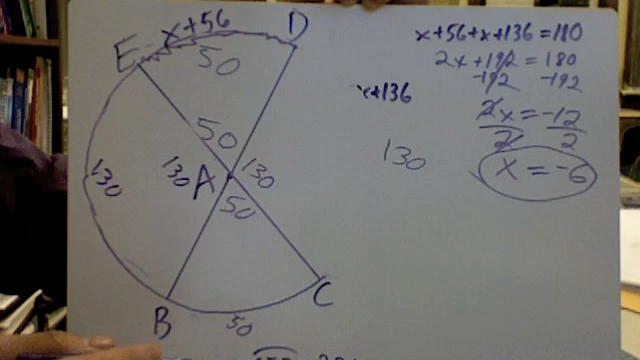 x+56
D
E
50
50
130
130
A
130
50
C
B
50
x+56+x+136=180
2x+192=180
-192 -192
2x=-12
2 2
x=-6
x+136
130